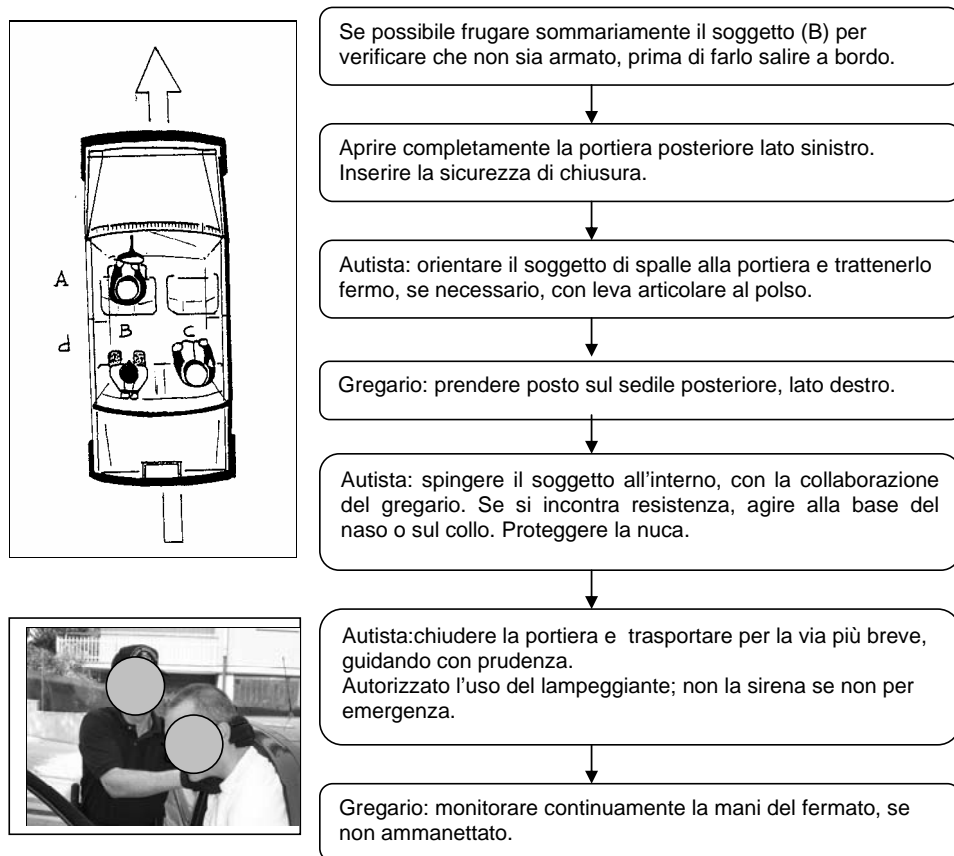 Se possibile frugare sommariamente il soggetto (B) per
verificare che non sia armato, prima di farlo salire a bordo.
Aprire completamente la portiera posteriore lato sinistro.
Inserire la sicurezza di chiusura.
Autista: orientare il soggetto di spalle alla portiera e trattenerlo
fermo, se necessario, con leva articolare al polso.
Gregario: prendere posto sul sedile posteriore, lato destro.
Autista: spingere il soggetto all'interno, con la collaborazione
del gregario. Se si incontra resistenza, agire alla base del
naso o sul collo. Proteggere la nuca.
Autista:chiudere la portiera e trasportare per la via più breve,
guidando con prudenza.
Autorizzato l'uso del lampeggiante; non la sirena se non per
emergenza.
Gregario: monitorare continuamente la mani del fermato, se
non ammanettato.
A
B
C
d